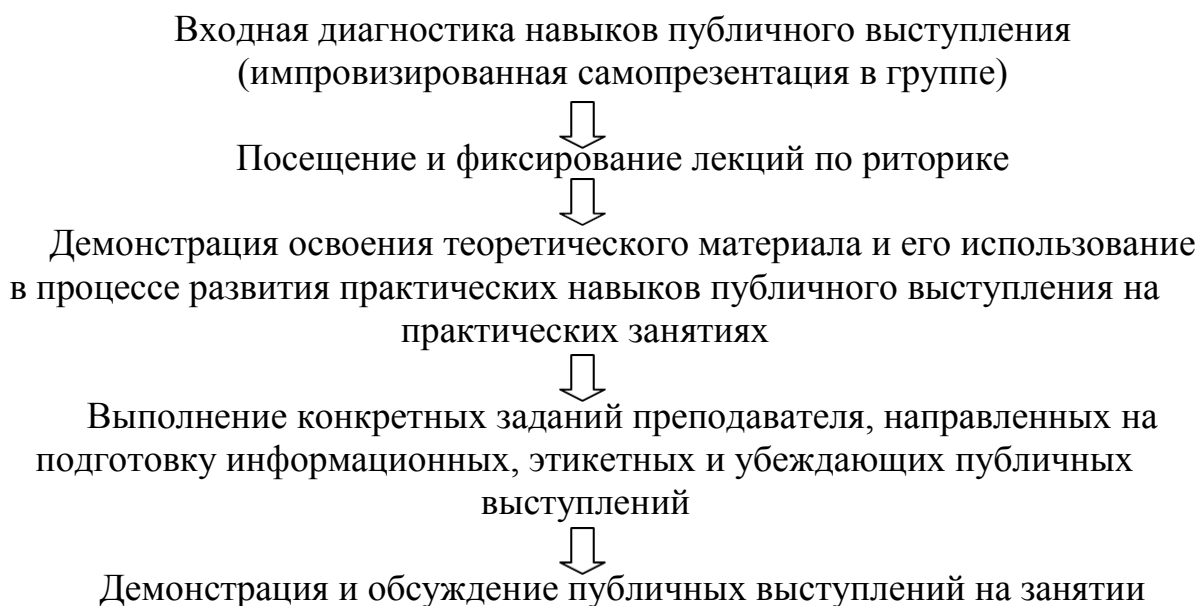 Входная диагностика навыков публичного выступления
(импровизированная самопрезентация в группе)
Посещение и фиксирование лекций по риторике
Демонстрация освоения теоретического материала и его использование
в процессе развития практических навыков публичного выступления на
практических занятиях
Выполнение конкретных заданий преподавателя, направленных на
подготовку информационных, этикетных и убеждающих публичных
выступлений
Демонстрация и обсуждение публичных выступлений на занятии